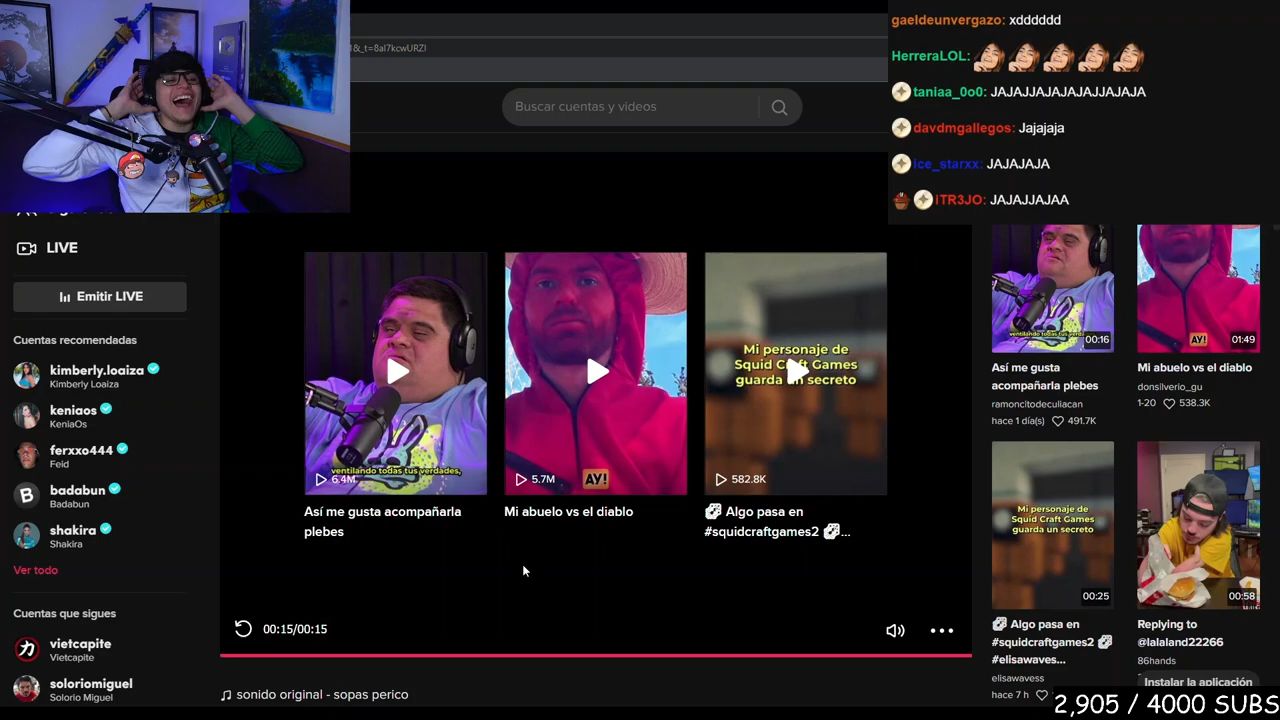 1&_t=8al7kcwURZI
Buscar cuentas y videos
gaeldeunvergazo: xdddddd
HerreraLOL:
taniaa_0o0: JAJAJJAJAJAJAJJAJAJA
davdmgallegos: Jajajaja
ice_starxx: JAJAJAJA
ITR3JO: JAJAJJAJAA
LIVE
Emitir LIVE
Cuentas recomendadas
kimberly.loaiza
Kimberly Loaiza
keniaos
KeniaOs
ferxxo444
Feid
badabun
Badabun
shakira
Shakira
Ver todo
Cuentas que sigues
vietcapite
Vietcapite
soloriomiguel
Solorio Miguel
ventilando todas tus verdades,
6.4M
Así me gusta acompañarla
plebes
AY!
5.7M
Mi abuelo vs el diablo
Mi personaje de
Squid Craft Games
guarda un secreto
582.8K
Algo pasa en
#squidcraftgames2 ...
00:15/00:15
sonido original - sopas perico
00:16
Así me gusta
acompañarla plebes
ramoncitodeculiacan
hace 1 día(s) 491.7K
AY!
01:49
Mi abuelo vs el diablo
donsilverio_gu
1-20 538.3K
Mi personaje de
Squid Craft Games
guarda un secreto
00:25
Algo pasa en
#squidcraftgames2
#elisawaves...
elisawavess
hace 7 h
00:58
Replying to
@lalaland22266
86hands
Instalar la aplicación
2,905 / 4000 SUBS